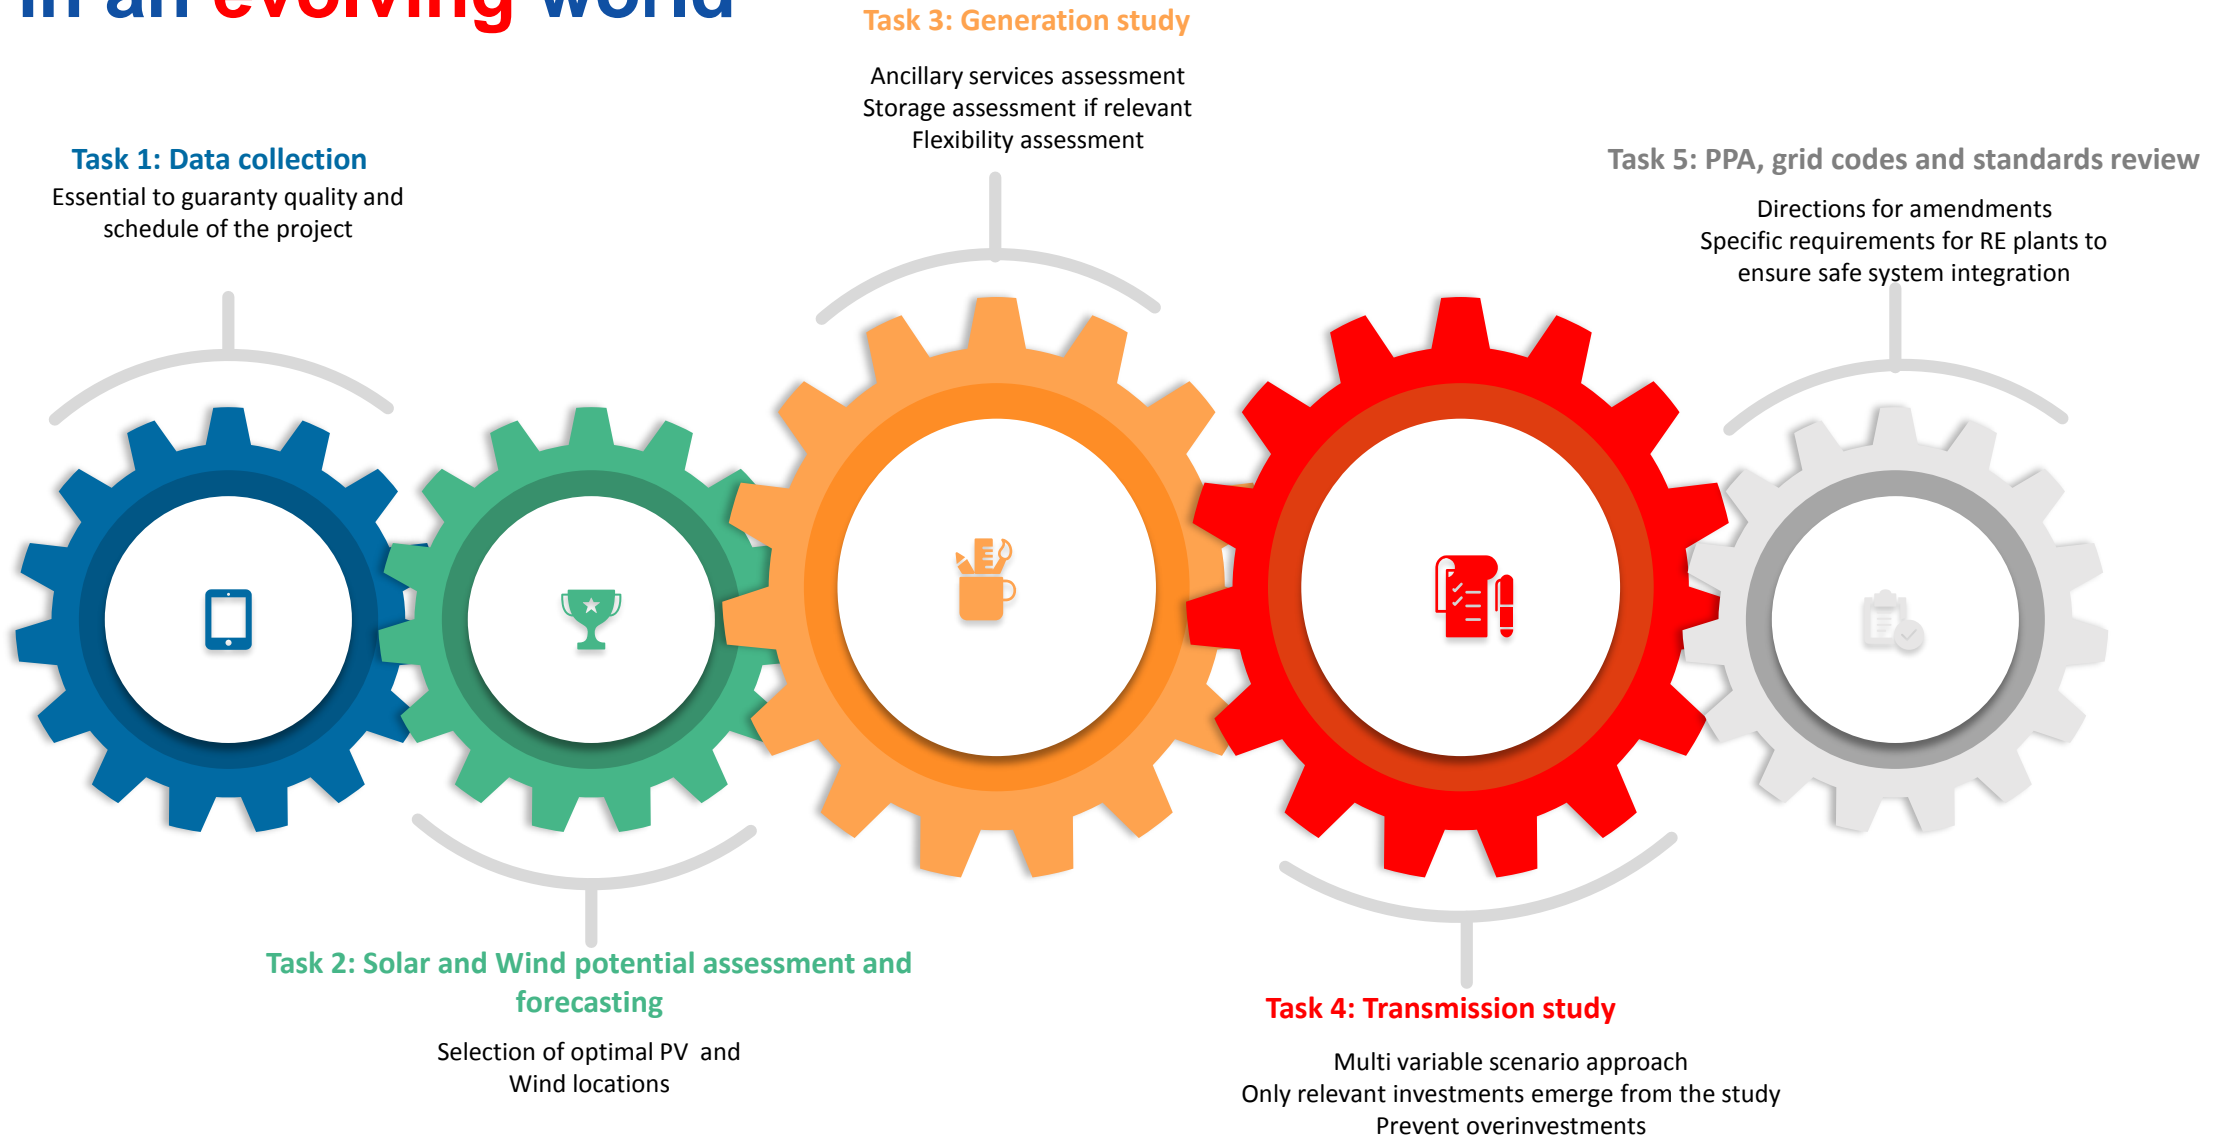 in an evolving world
Task 3: Generation study
Ancillary services assessment
Storage assessment if relevant
Flexibility assessment
Task 1: Data collection
Essential to guaranty quality and
schedule of the project
Task 5: PPA, grid codes and standards review
Directions for amendments
Specific requirements for RE plants to
ensure safe system integration
Task 2: Solar and Wind potential assessment and
forecasting
Selection of optimal PV and
Wind locations
Task 4: Transmission study
Multi variable scenario approach
Only relevant investments emerge from the study
Prevent overinvestments